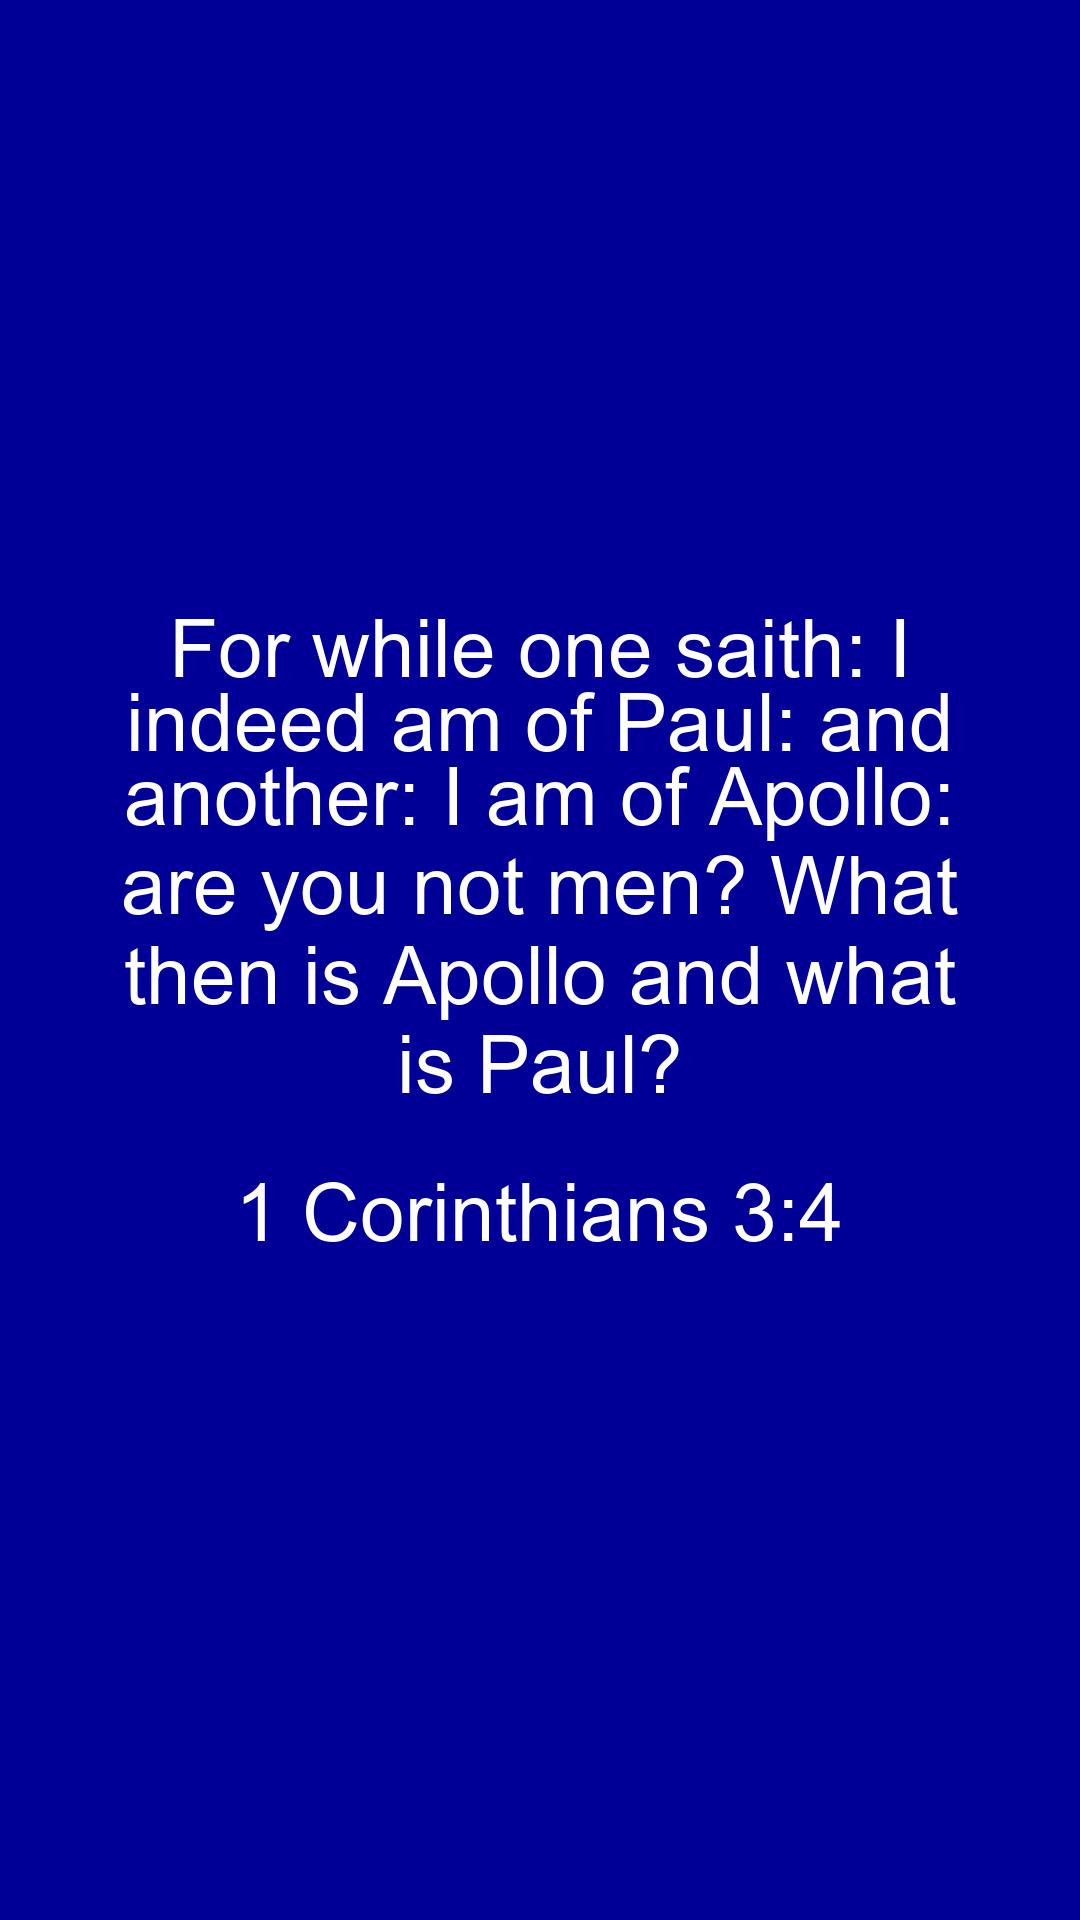 For while one saith: I
indeed am of Paul: and
another: I am of Apollo:
are you not men? What
then is Apollo and what
is Paul?
1 Corinthians 3:4